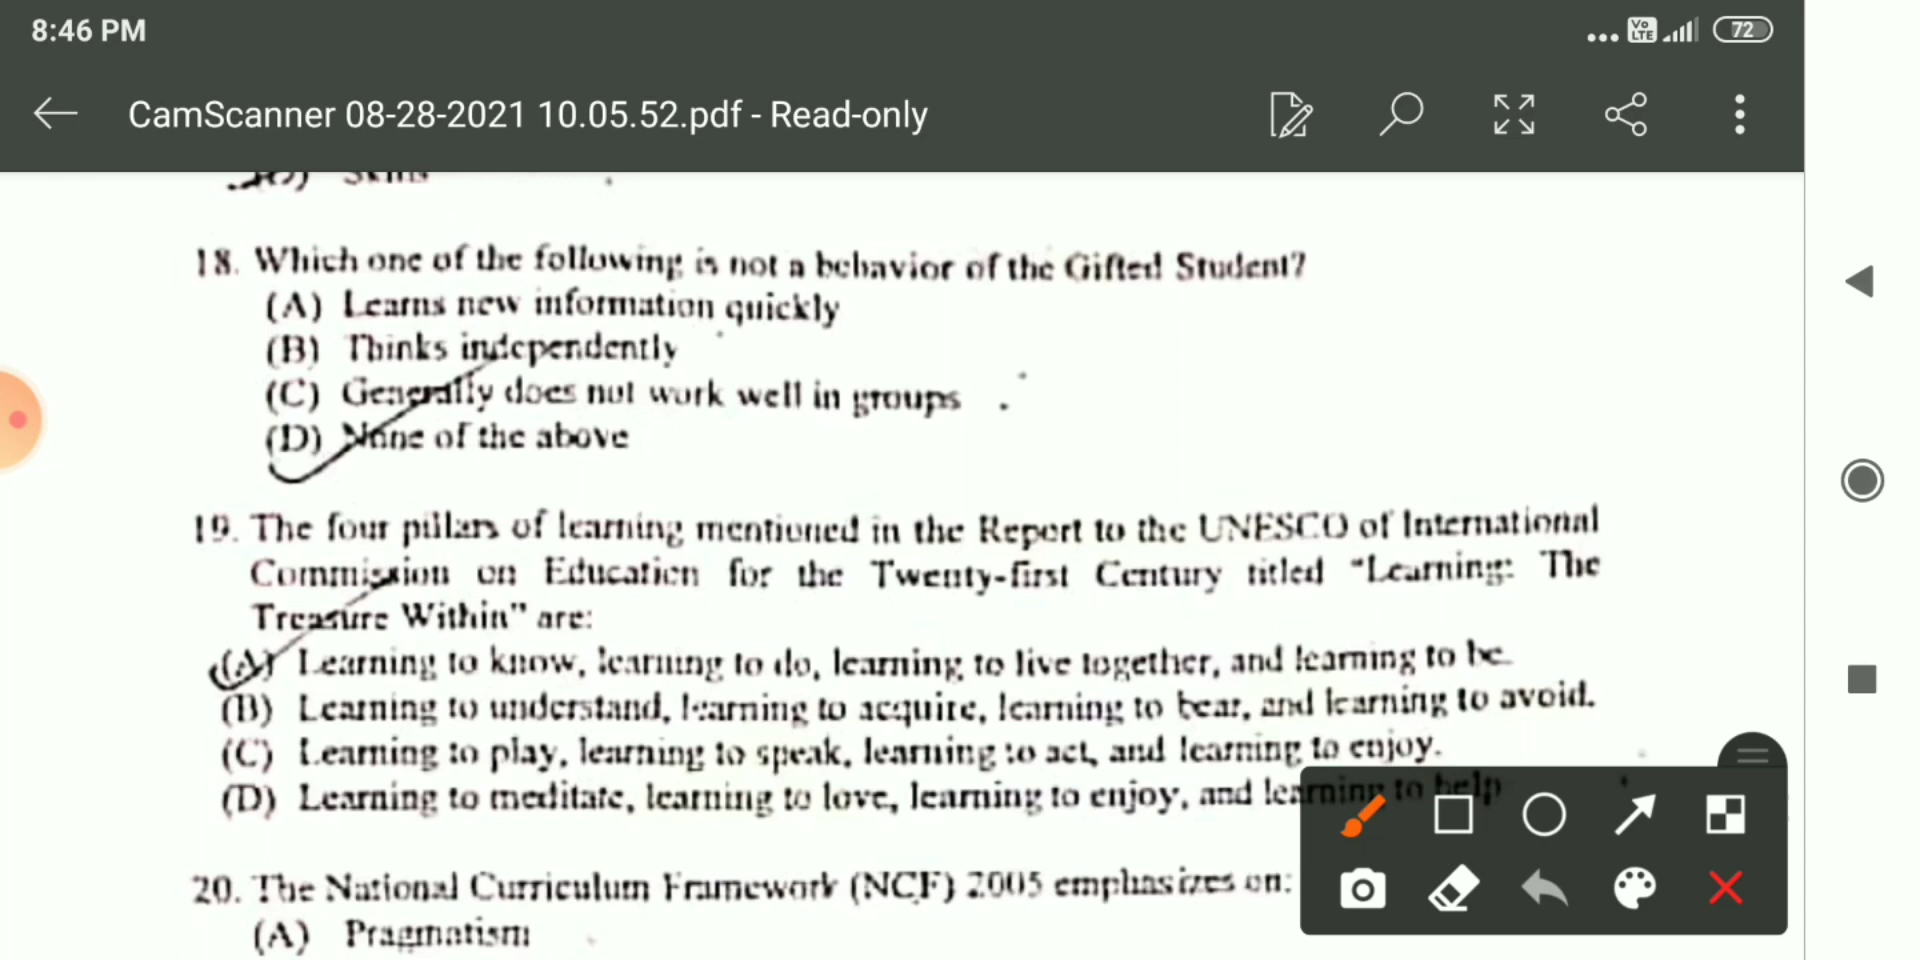 8:46 PM
Vo LTE 72
CamScanner 08-28-2021 10.05.52.pdf - Read-only
Skills
18. Which one of the following is not a behavior of the Gifted Student?
(A) Learns new information quickly
(B) Thinks independently
(C) Generally does not work well in groups
(D) None of the above
19. The four pillars of learning mentioned in the Report to the UNESCO of International
Commission on Education for the Twenty-first Century titled "Learning: The
Treasure Within" are:
(A) Learning to know, learning to do, learning to live together, and learning to be.
(B) Learning to understand, learning to acquire, learning to bear, and learning to avoid.
(C) Learning to play, learning to speak, learning to act, and learning to enjoy.
(D) Learning to meditate, learning to love, learning to enjoy, and learning to help
20. The National Curriculum Framework (NCF) 2005 emphasizes on:
(A) Pragmatism